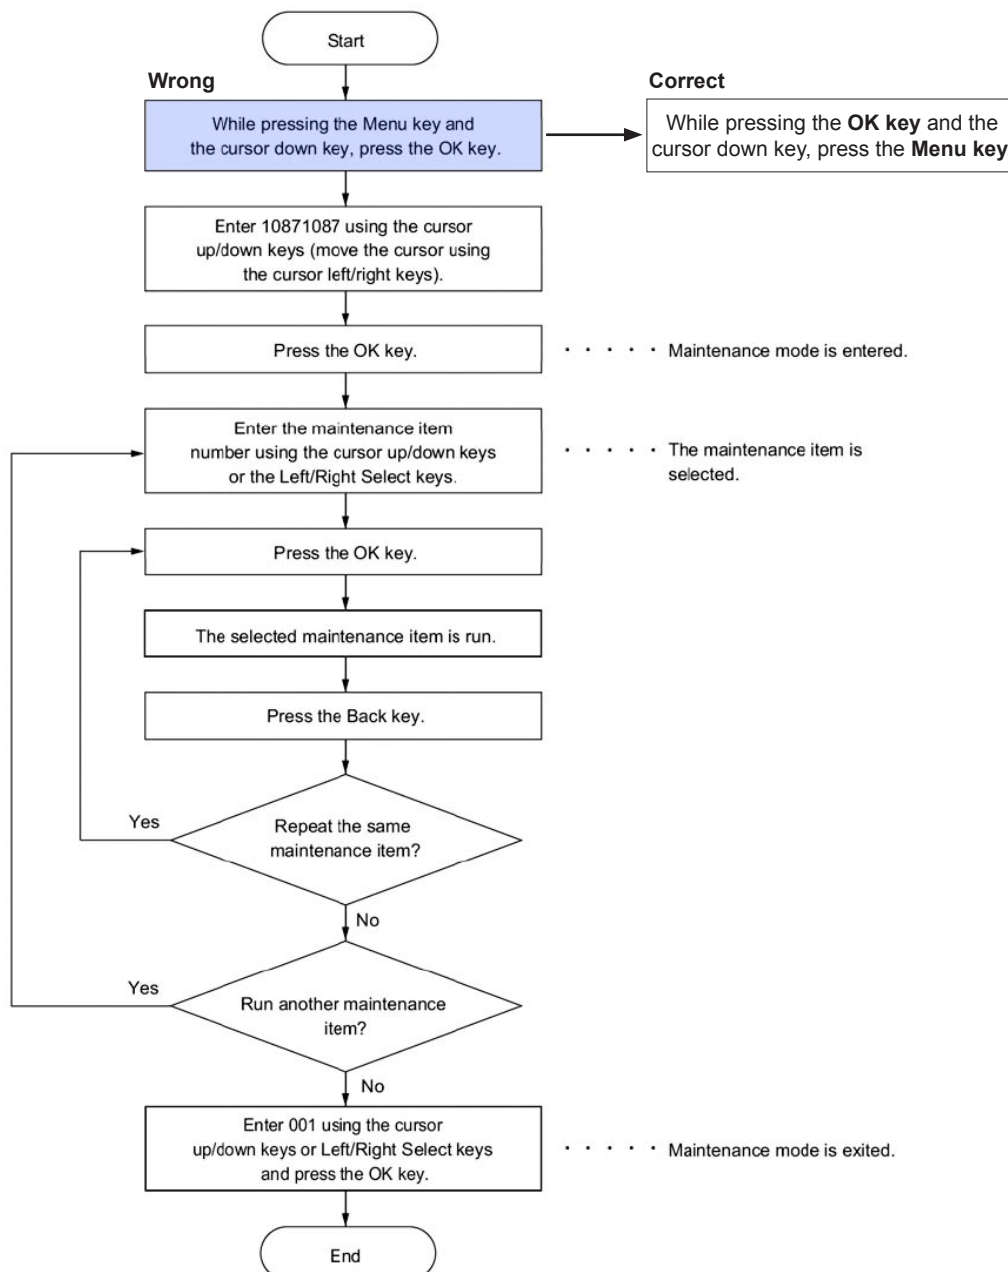 Start
Wrong
Correct
While pressing the Menu key and
the cursor down key, press the OK key.
While pressing the OK key and the
cursor down key, press the Menu key
Enter 10871087 using the cursor
up/down keys (move the cursor using
the cursor left/right keys).
Press the OK key.
· · · · · Maintenance mode is entered.
Enter the maintenance item
number using the cursor up/down keys
or the Left/Right Select keys.
· · · · · The maintenance item is
selected.
Press the OK key.
The selected maintenance item is run.
Press the Back key.
Yes
Repeat the same
maintenance item?
No
Yes
Run another maintenance
item?
No
Enter 001 using the cursor
up/down keys or Left/Right Select keys
and press the OK key.
· · · · · Maintenance mode is exited.
End